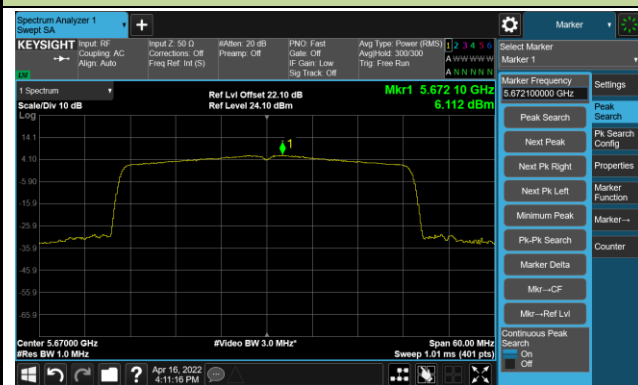 Spectrum Analyzer 1
Swept SA
+
Marker
KEYSIGHT
Input: RF
Coupling: AC
Align: Auto
Input Z: 50 Ω
Corrections: Off
Freq Ref: Int (S)
#Atten: 20 dB
Preamp: Off
PNO: Fast
Gate: Off
IF Gain: Low
Sig Track: Off
Avg Type: Power (RMS)
Avg|Hold: 300/300
Trig: Free Run
1 2 3 4 5 6
A W W W W W
A N N N N N
Select Marker
Marker 1
1 Spectrum
Scale/Div 10 dB
Log
Ref Lvl Offset 22.10 dB
Ref Level 24.10 dBm
Mkr1 5.672 10 GHz
6.112 dBm
1
14.1
4.10
-5.90
-15.9
-25.9
-35.9
-45.9
-55.9
-65.9
Center 5.67000 GHz
#Res BW 1.0 MHz
#Video BW 3.0 MHz*
Span 60.00 MHz
Sweep 1.01 ms (401 pts)
Marker Frequency
5.672100000 GHz
Peak Search
Next Peak
Next Pk Right
Next Pk Left
Minimum Peak
Pk-Pk Search
Marker Delta
Mkr→CF
Mkr→Ref Lvl
Continuous Peak
Search
On
Off
Settings
Peak
Search
Pk Search
Config
Properties
Marker
Function
Marker→
Counter
?
Apr 16, 2022
4:11:16 PM